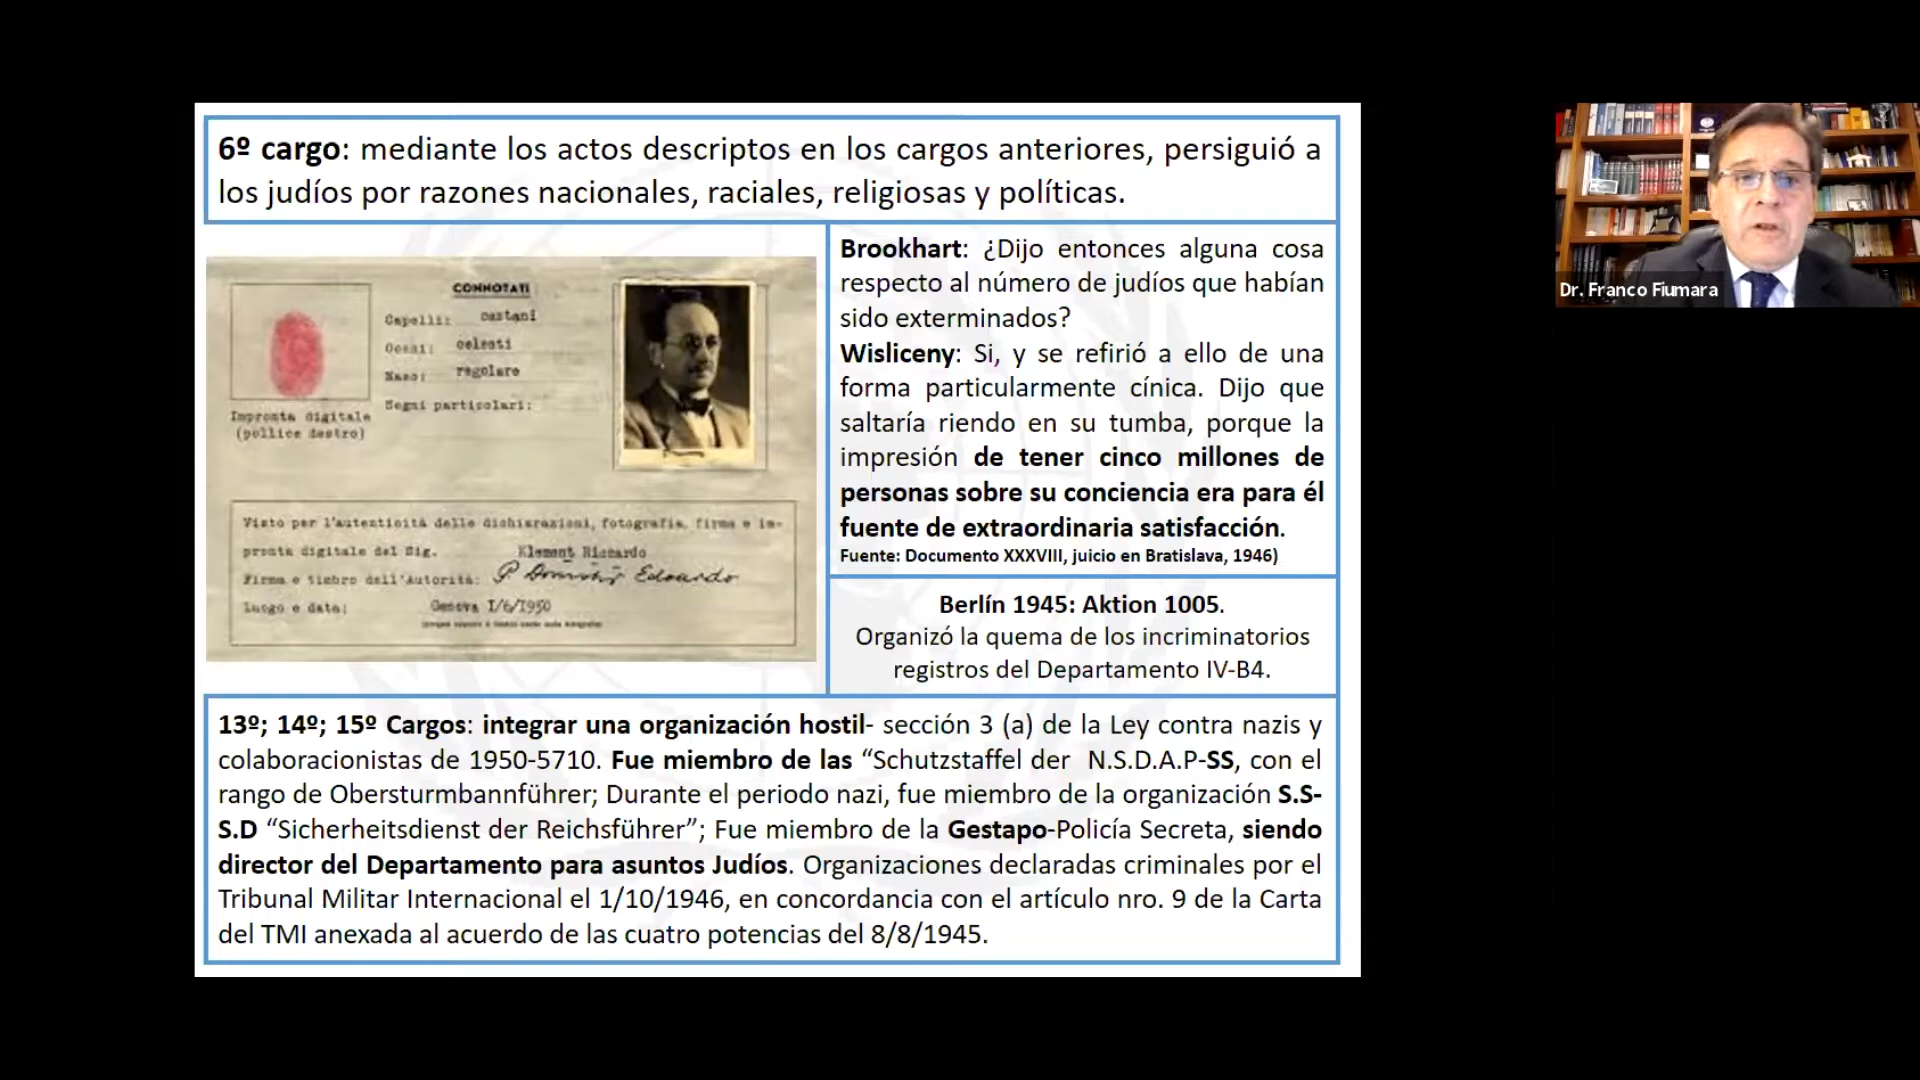 6º cargo: mediante los actos descriptos en los cargos anteriores, persiguió a
los judíos por razones nacionales, raciales, religiosas y políticas.
CONNOTATI
Capelli: castani
Occhi: celesti
Naso: regolare
Segni particolari:
Impronta digitale
(pollice destro)
Visto per l'autenticità delle dichiarazioni, fotografia, firma e im-
pronta digitale del Sig. Klement Riccardo
Firma e timbro dell'Autorità: P. Edoardo
Luogo e data: Genova 1/6/1950
Brookhart: ¿Dijo entonces alguna cosa
respecto al número de judíos que habían
sido exterminados?
Wisliceny: Si, y se refirió a ello de una
forma particularmente cínica. Dijo que
saltaría riendo en su tumba, porque la
impresión de tener cinco millones de
personas sobre su conciencia era para él
fuente de extraordinaria satisfacción.
Fuente: Documento XXXVIII, juicio en Bratislava, 1946)
Berlín 1945: Aktion 1005.
Organizó la quema de los incriminatorios
registros del Departamento IV-B4.
13º; 14º; 15º Cargos: integrar una organización hostil- sección 3 (a) de la Ley contra nazis y
colaboracionistas de 1950-5710. Fue miembro de las “Schutzstaffel der N.S.D.A.P-SS, con el
rango de Obersturmbannführer; Durante el periodo nazi, fue miembro de la organización S.S-
S.D “Sicherheitsdienst der Reichsführer”; Fue miembro de la Gestapo-Policía Secreta, siendo
director del Departamento para asuntos Judíos. Organizaciones declaradas criminales por el
Tribunal Militar Internacional el 1/10/1946, en concordancia con el artículo nro. 9 de la Carta
del TMI anexada al acuerdo de las cuatro potencias del 8/8/1945.
Dr. Franco Fiumara